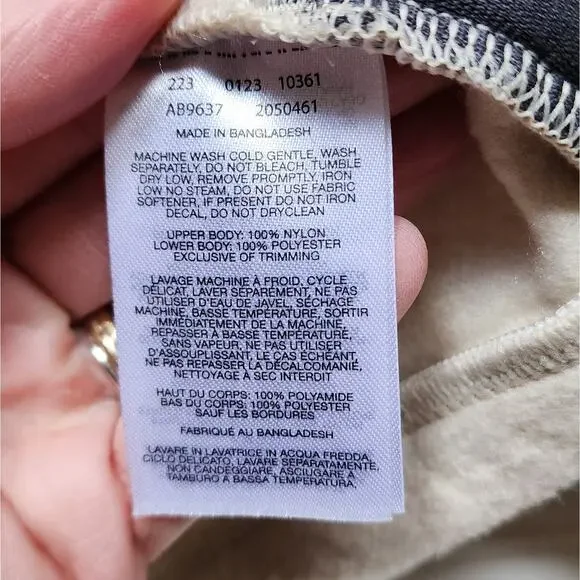 223 0123 10361
AB9637 2050461
MADE IN BANGLADESH
MACHINE WASH COLD GENTLE, WASH
SEPARATELY, DO NOT BLEACH, TUMBLE
DRY LOW, REMOVE PROMPTLY, IRON
LOW NO STEAM, DO NOT USE FABRIC
SOFTENER, IF PRESENT DO NOT IRON
DECAL, DO NOT DRYCLEAN
UPPER BODY: 100% NYLON
LOWER BODY: 100% POLYESTER
EXCLUSIVE OF TRIMMING
LAVAGE MACHINE À FROID, CYCLE
DÉLICAT, LAVER SÉPARÉMENT, NE PAS
UTILISER D'EAU DE JAVEL, SÉCHAGE
MACHINE, BASSE TEMPÉRATURE, SORTIR
IMMÉDIATEMENT DE LA MACHINE,
REPASSER À BASSE TEMPÉRATURE,
SANS VAPEUR, NE PAS UTILISER
D'ASSOUPLISSANT, LE CAS ÉCHÉANT,
NE PAS REPASSER LA DÉCALCOMANIE,
NETTOYAGE À SEC INTERDIT
HAUT DU CORPS: 100% POLYAMIDE
BAS DU CORPS: 100% POLYESTER
SAUF LES BORDURES
FABRIQUÉ AU BANGLADESH
LAVARE IN LAVATRICE IN ACQUA FREDDA,
CICLO DELICATO, LAVARE SEPARATAMENTE,
NON CANDEGGIARE, ASCIUGARE A
TAMBURO A BASSA TEMPERATURA,